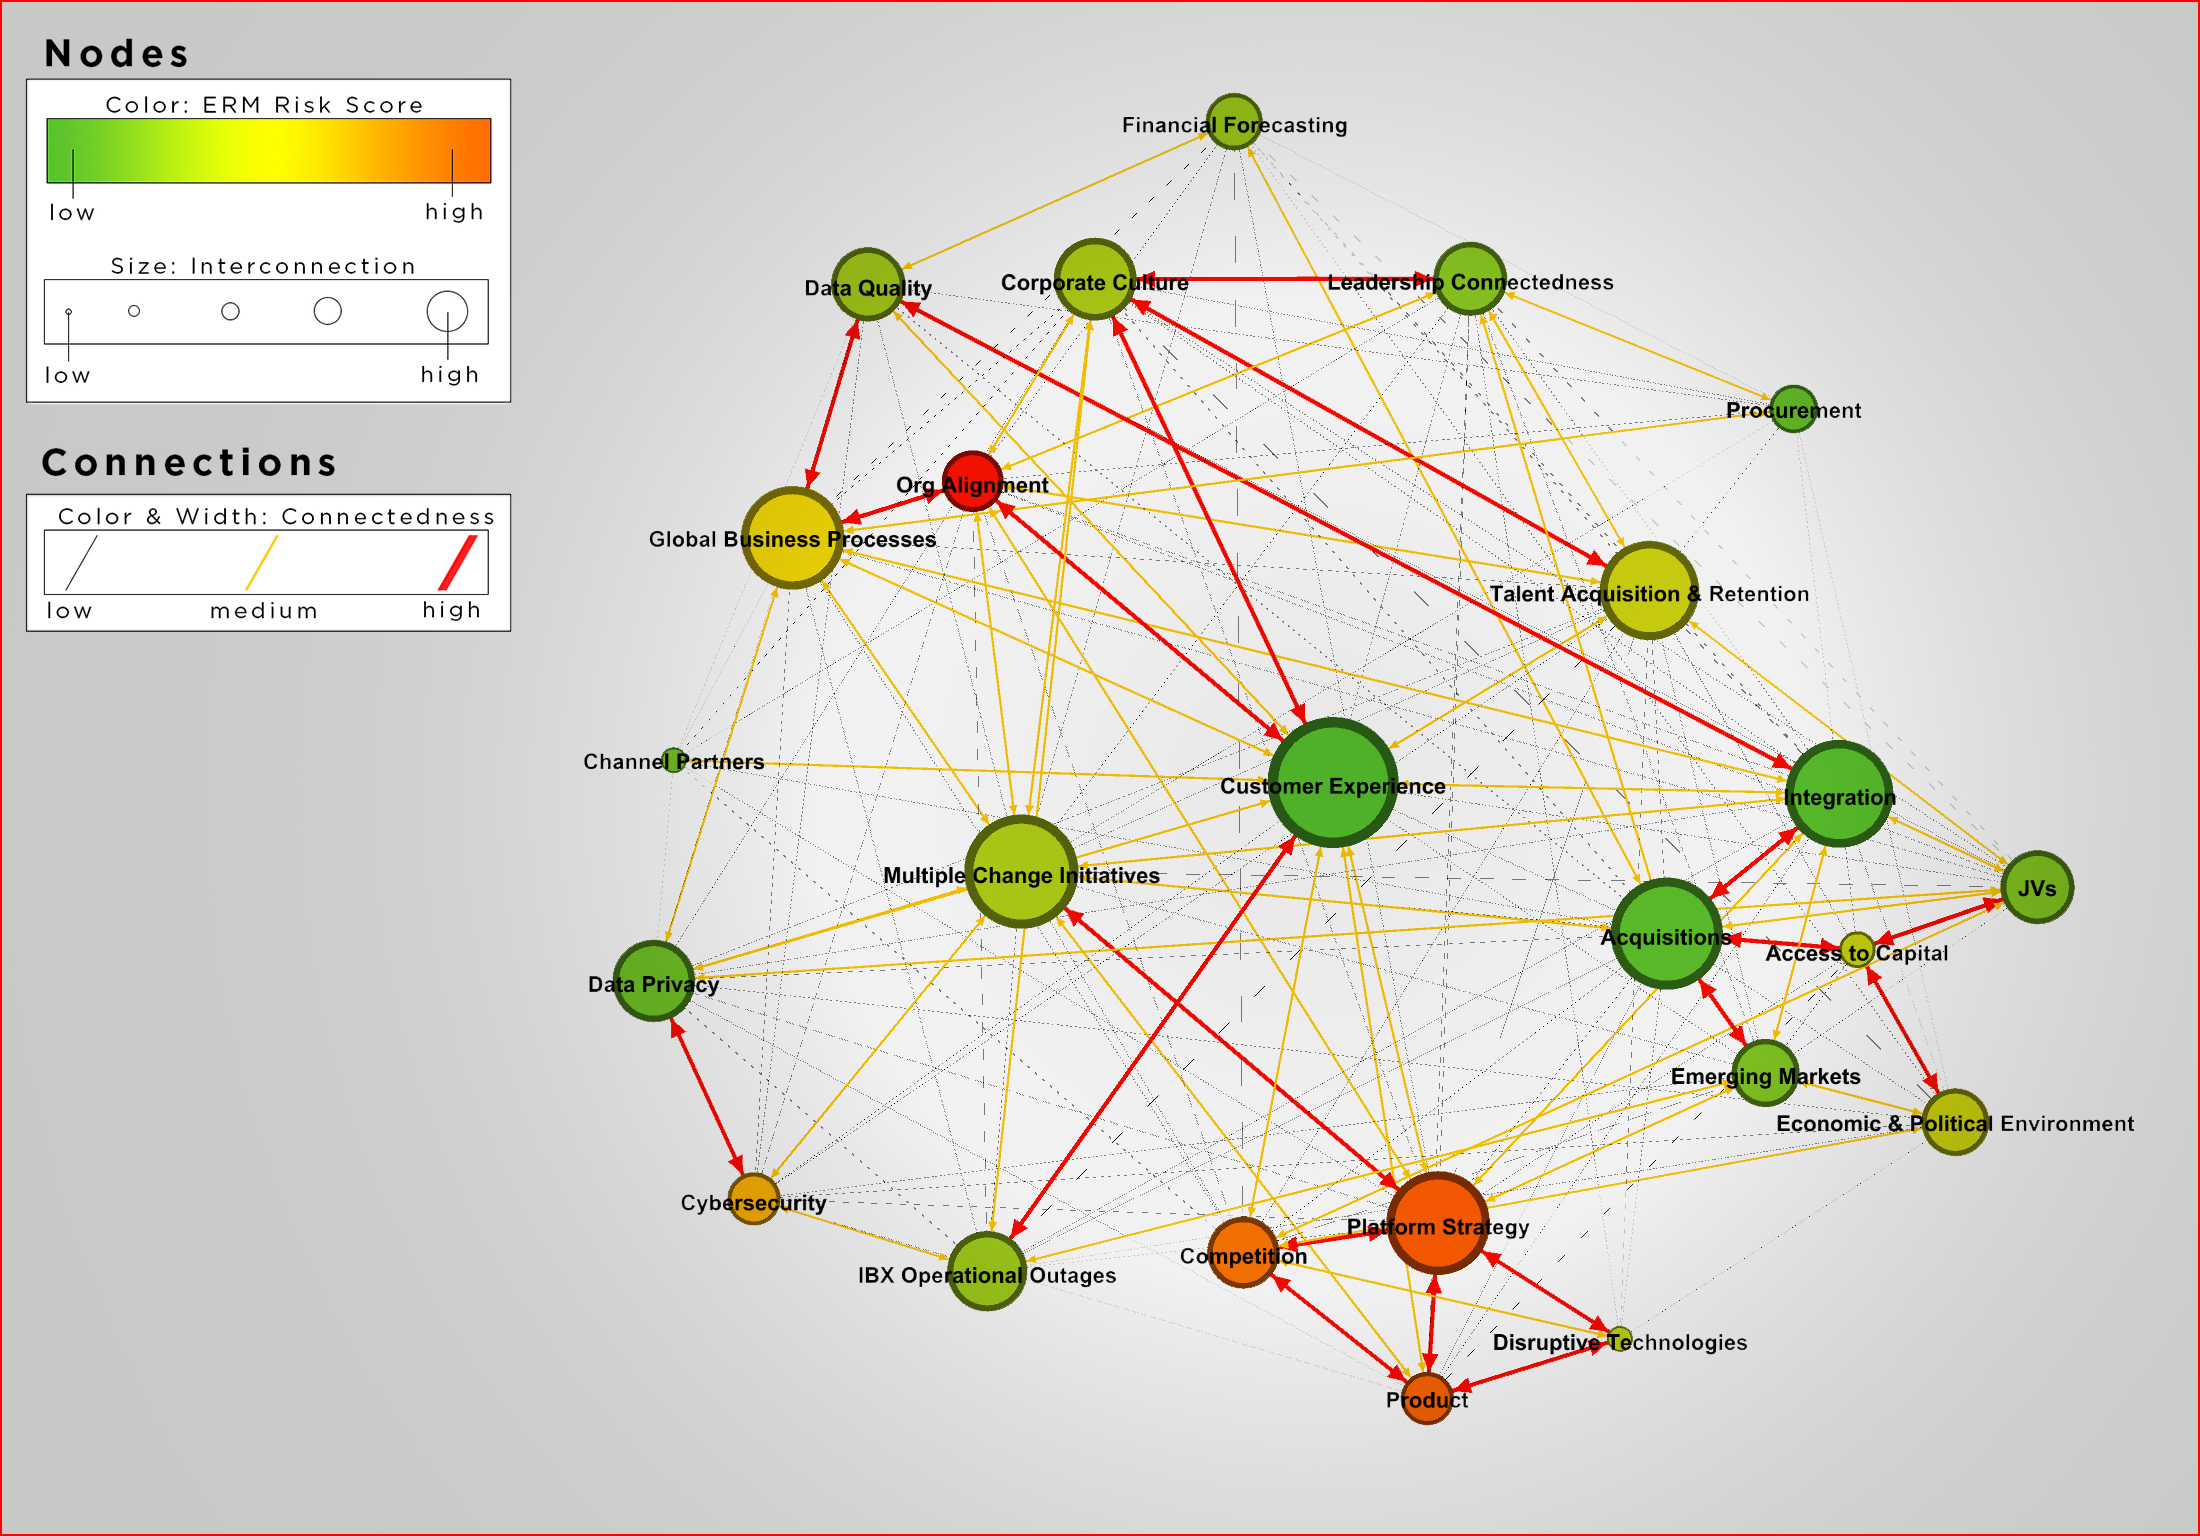 Nodes
Color: ERM Risk Score
low
high
Size: Interconnection
low
high
Connections
Color & Width: Connectedness
low
medium
high
Financial Forecasting
Data Quality
Corporate Culture
Leadership Connectedness
Procurement
Org Alignment
Global Business Processes
Talent Acquisition & Retention
Channel Partners
Customer Experience
Integration
Multiple Change Initiatives
JVs
Acquisitions
Access to Capital
Data Privacy
Emerging Markets
Economic & Political Environment
Cybersecurity
Platform Strategy
Competition
IBX Operational Outages
Disruptive Technologies
Product